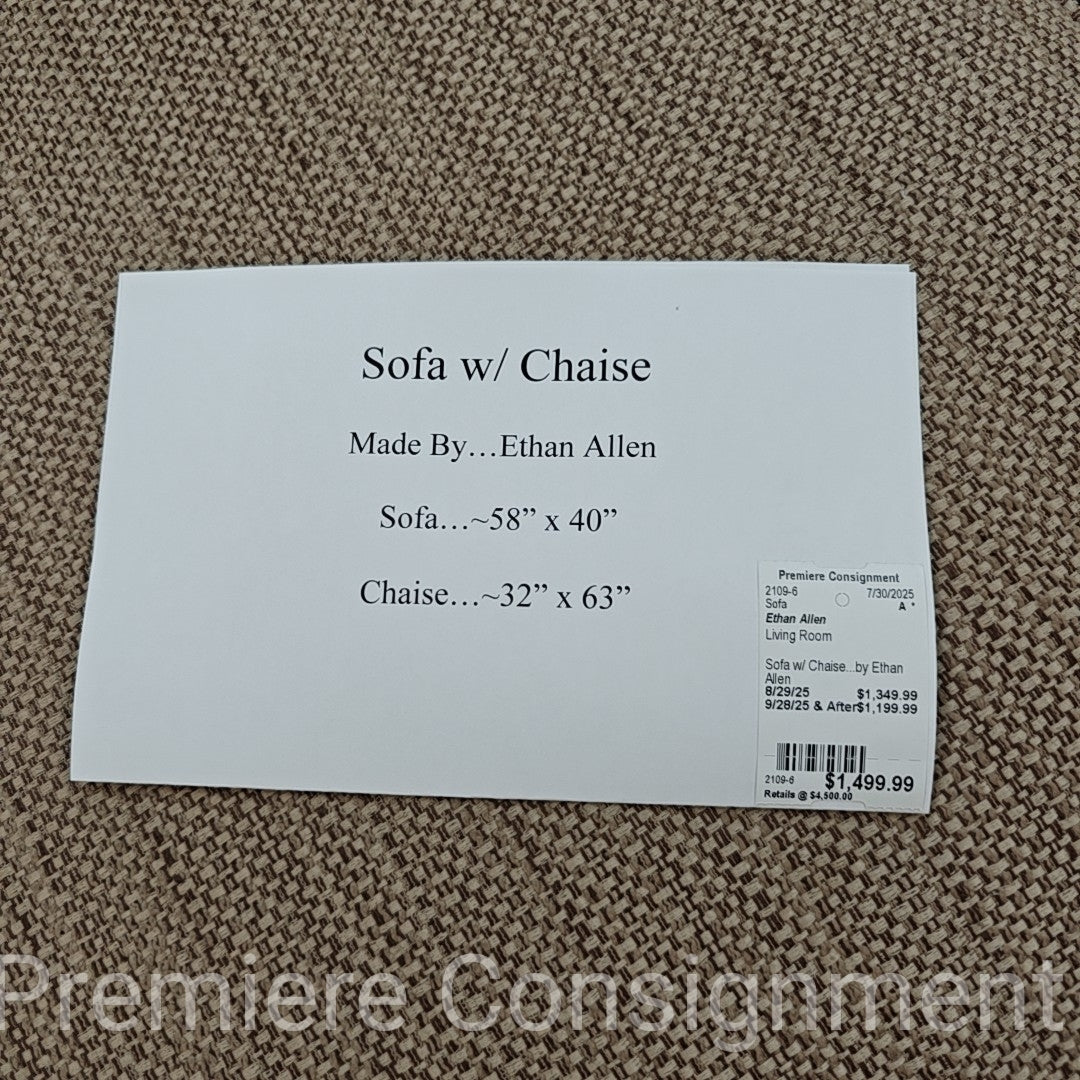 Sofa w/ Chaise
Made By…Ethan Allen
Sofa…~58” x 40”
Chaise…~32” x 63”
Premiere Consignment
2109-6 7/30/2025
Sofa A *
Ethan Allen
Living Room
Sofa w/ Chaise...by Ethan
Allen
8/29/25 $1,349.99
9/28/25 & After$1,199.99
2109-6 $1,499.99
Retails @ $4,500.00
Premiere Consignment